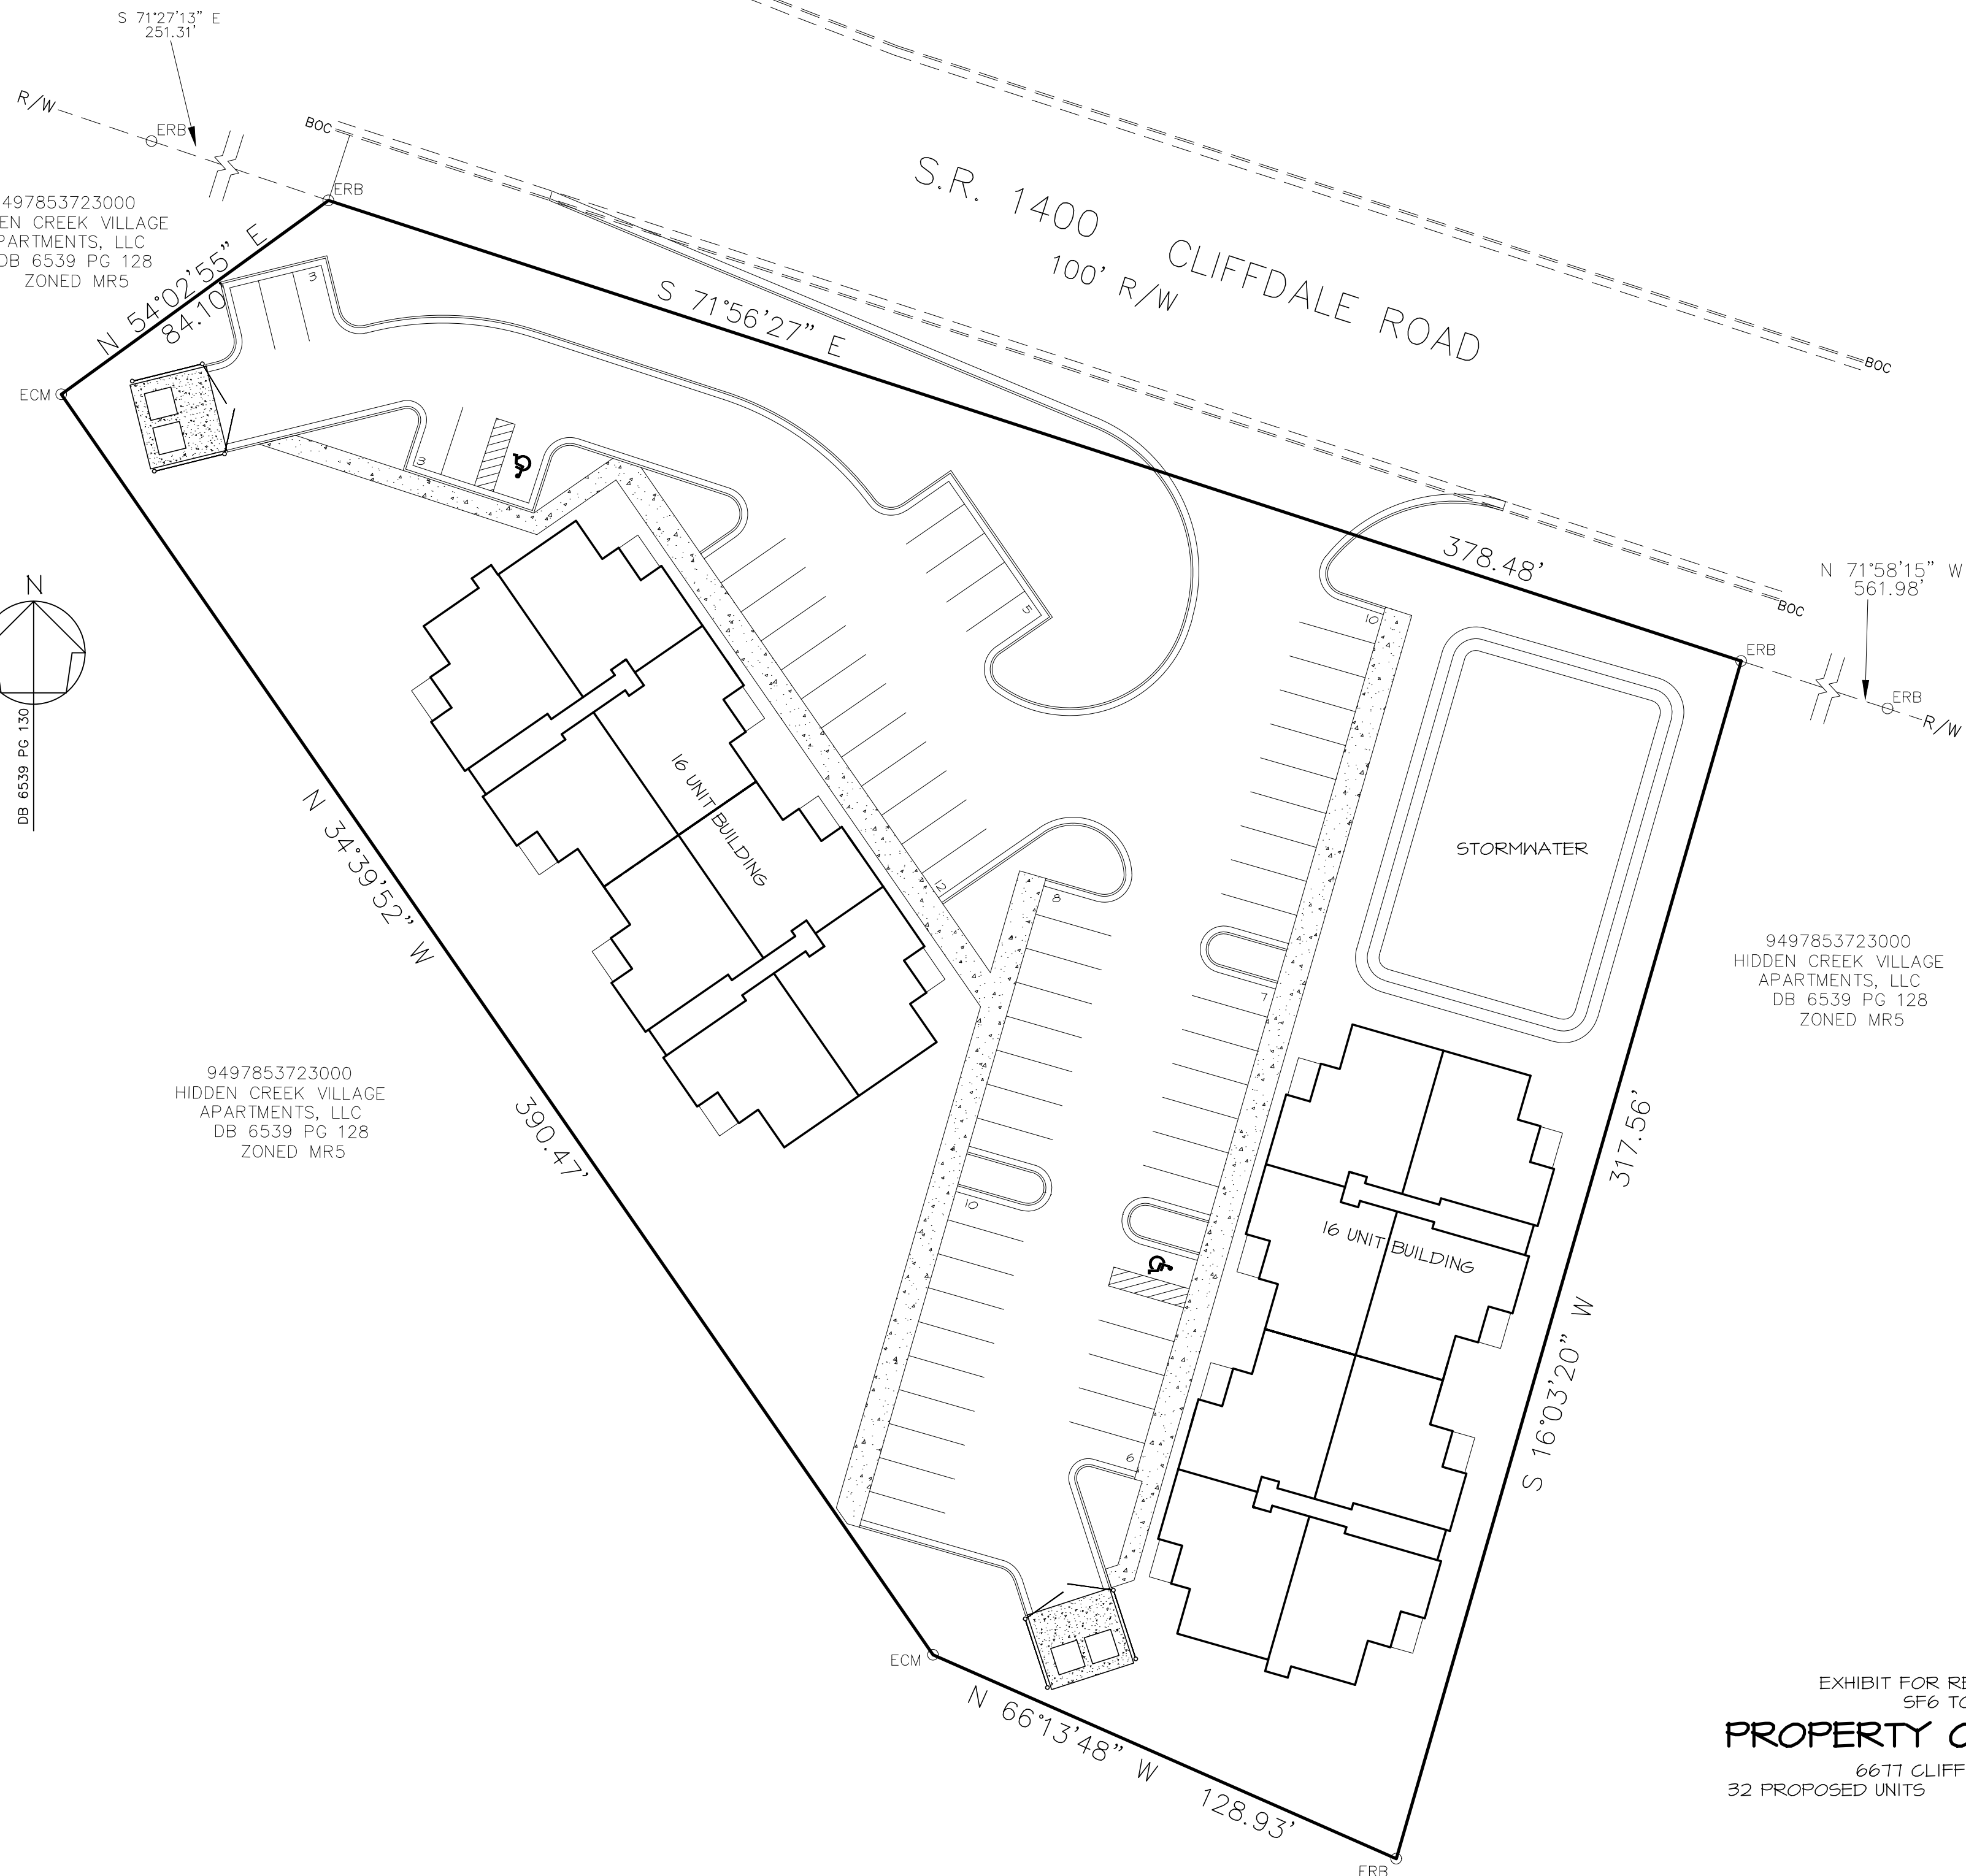 S 71°27'13" E
251.31'
R/W
ERB
BOC
ERB
497853723000
EN CREEK VILLAGE
PARTMENTS, LLC
DB 6539 PG 128
ZONED MR5
N 54°02'55" E
84.10'
S.R. 1400 CLIFFDALE ROAD
100' R/W
S 71°56'27" E
BOC
3
ECM
3
378.48'
N 71°58'15" W
561.98'
BOC
N
DB 6539 PG 130
5
10
ERB
ERB
R/W
16 UNIT BUILDING
N 34°39'52" W
STORMWATER
12
8
7
9497853723000
HIDDEN CREEK VILLAGE
APARTMENTS, LLC
DB 6539 PG 128
ZONED MR5
9497853723000
HIDDEN CREEK VILLAGE
APARTMENTS, LLC
DB 6539 PG 128
ZONED MR5
390.47'
317.56'
10
16 UNIT BUILDING
S 16°03'20" W
6
ECM
N 66°13'48" W 128.93'
EXHIBIT FOR RE
SF6 TO
PROPERTY O
6677 CLIFF
32 PROPOSED UNITS
ERB